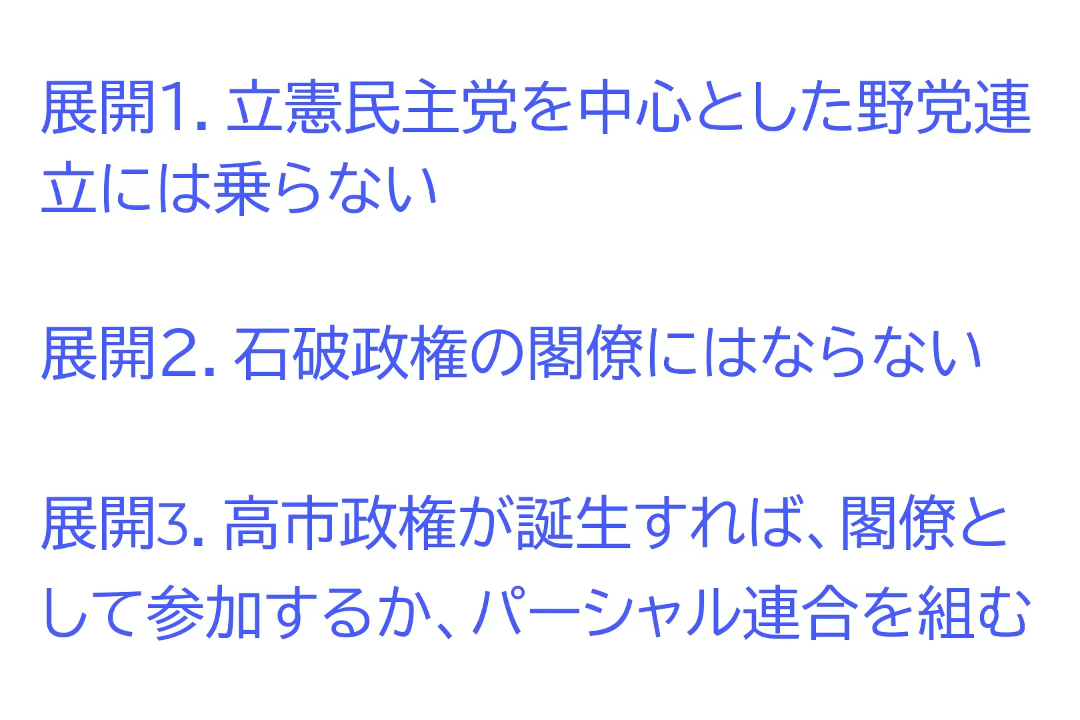 展開1. 立憲民主党を中心とした野党連
立には乗らない
展開2. 石破政権の閣僚にはならない
展開3. 高市政権が誕生すれば、閣僚と
して参加するか、パーシャル連合を組む